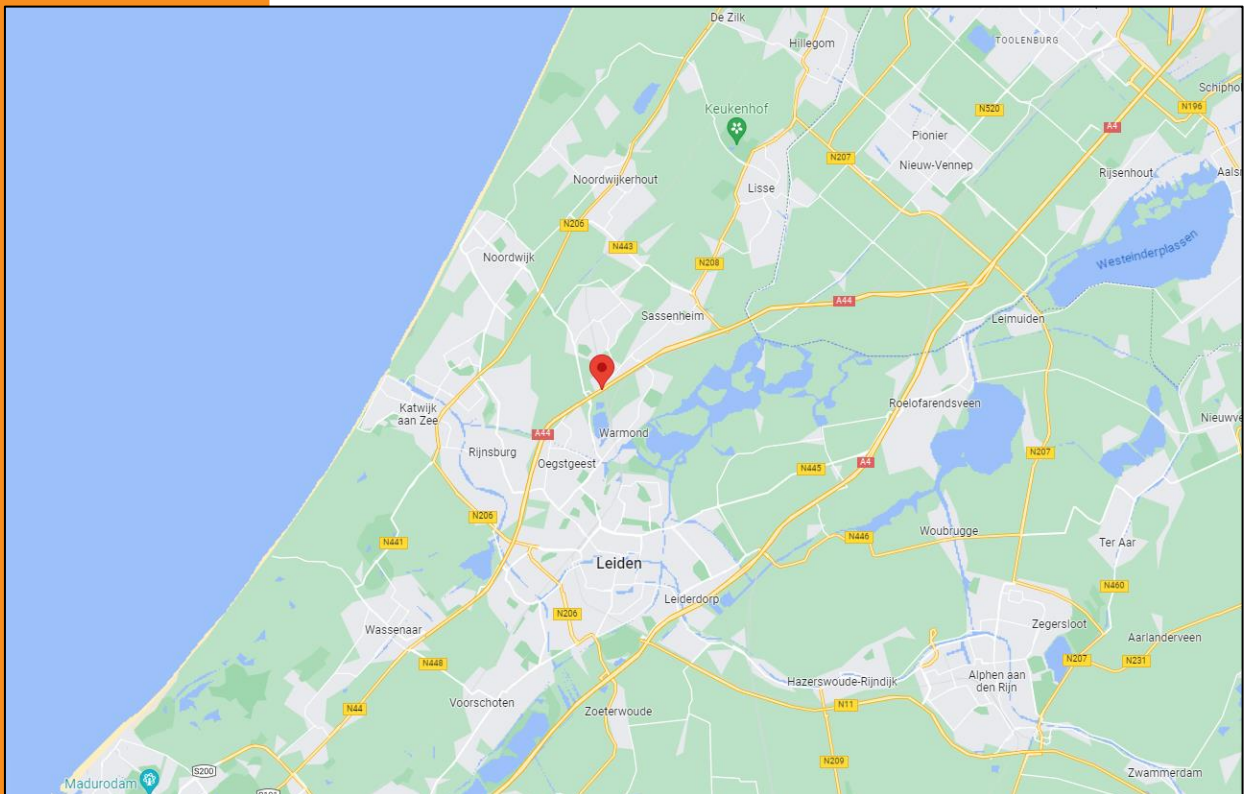 De Zilk
Hillegom
TOOLENBURG
Schiphol
N196
A4
N520
Keukenhof
Pionier
N207
Nieuw-Vennep
Rijsenhout
Aals
Noordwijkerhout
Lisse
N206
N443
Westeinderplassen
Noordwijk
N208
A44
Sassenheim
Leimuiden
Roelofarendsveen
Katwijk
aan Zee
Nieuwve
A44
Warmond
Rijnsburg
Oegstgeest
N207
A4
N445
N206
Woubrugge
N446
N441
Ter Aar
Leiden
N460
Leiderdorp
N206
Zegersloot
Wassenaar
Aarlanderveen
N448
N207
N231
Hazerswoude-Rijndijk
Alphen aan
den Rijn
Voorschoten
N44
Zoeterwoude
N11
N209
S200
Zwammerdam
Madurodam